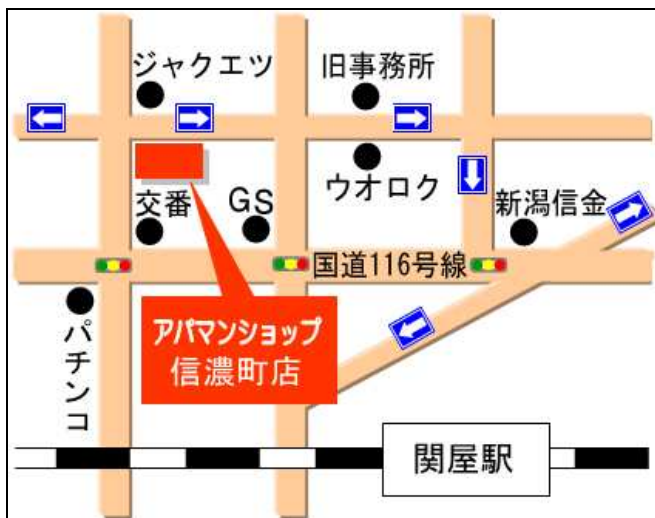 ジャクエツ
旧事務所
ウオロク
交番
GS
新潟信金
国道116号線
アパマンショップ
信濃町店
パチンコ
関屋駅